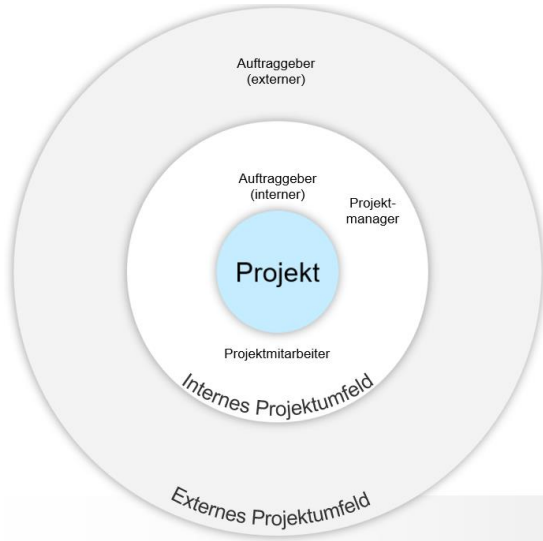 Auftraggeber
(externer)
Auftraggeber
(interner)
Projekt-
manager
Projekt
Projektmitarbeiter
Internes Projektumfeld
Externes Projektumfeld